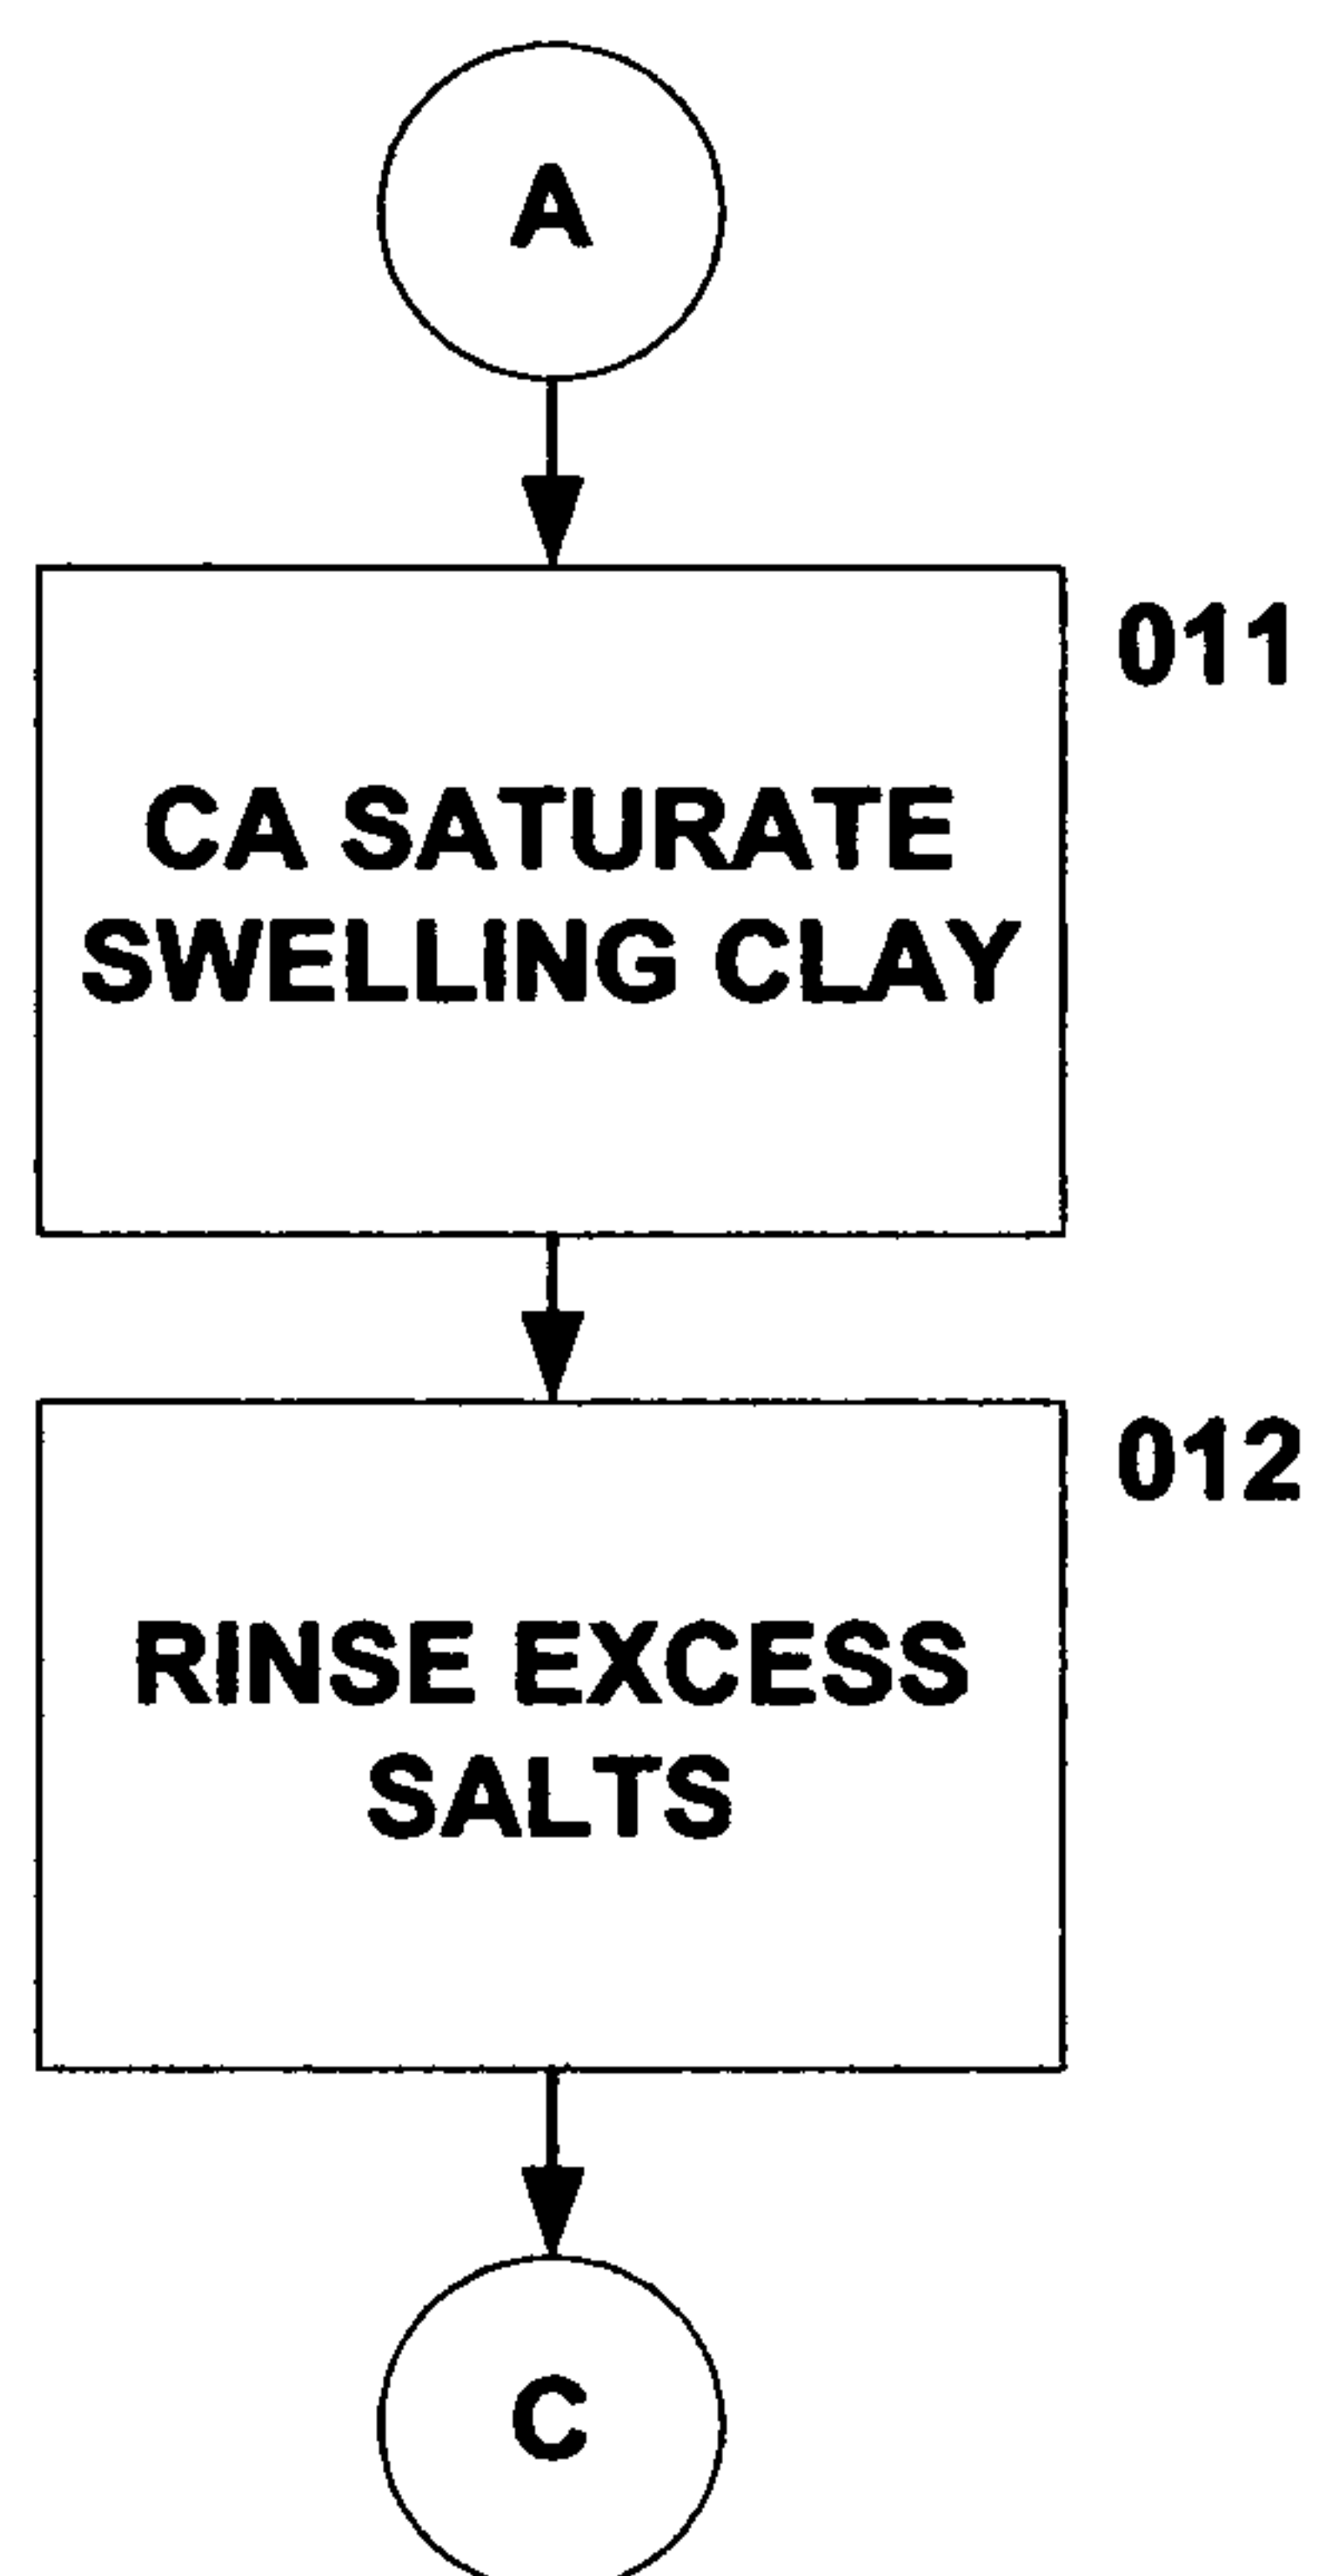 A
011
CA SATURATE
SWELLING CLAY
012
RINSE EXCESS
SALTS
C